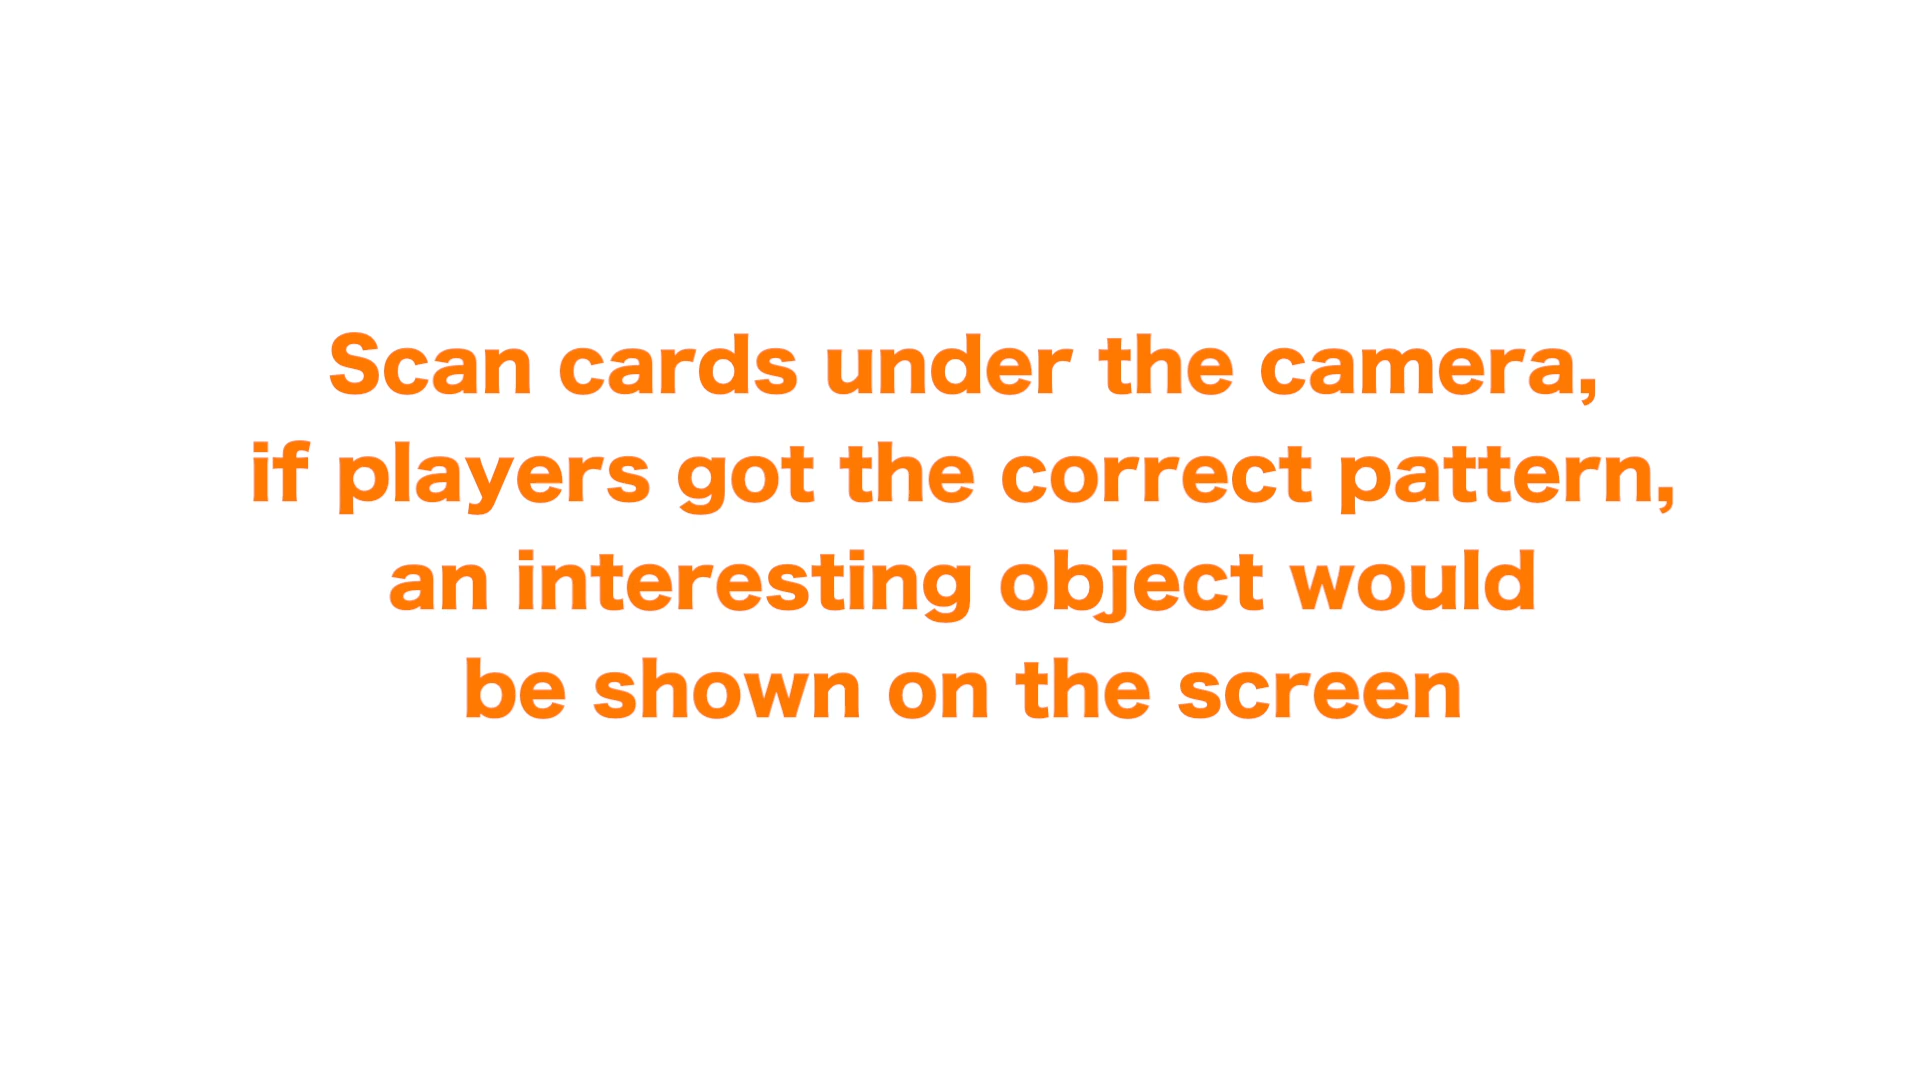 Scan cards under the camera,
if players got the correct pattern,
an interesting object would
be shown on the screen